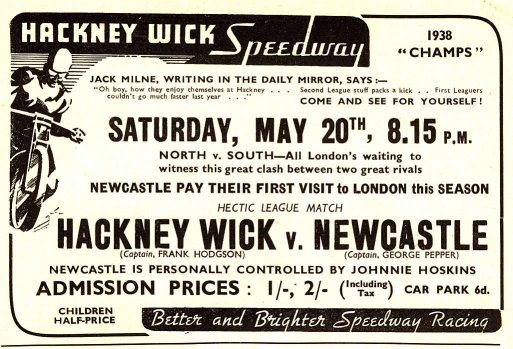 HACKNEY WICK Speedway
1938
"CHAMPS"
JACK MILNE, WRITING IN THE DAILY MIRROR, SAYS :—
"Oh boy, how they enjoy themselves at Hackney . . . Second League stuff packs a kick . . First Leaguers
couldn't go much faster last year . . ."
COME AND SEE FOR YOURSELF!
SATURDAY, MAY 20TH, 8.15 P.M.
NORTH v. SOUTH—All London's waiting to
witness this great clash between two great rivals
NEWCASTLE PAY THEIR FIRST VISIT to LONDON this SEASON
HECTIC LEAGUE MATCH
HACKNEY WICK v. NEWCASTLE
(Captain, FRANK HODGSON) (Captain, GEORGE PEPPER)
NEWCASTLE IS PERSONALLY CONTROLLED BY JOHNNIE HOSKINS
ADMISSION PRICES : 1/-, 2/- (Including Tax) CAR PARK 6d.
CHILDREN
HALF-PRICE
Better and Brighter Speedway Racing